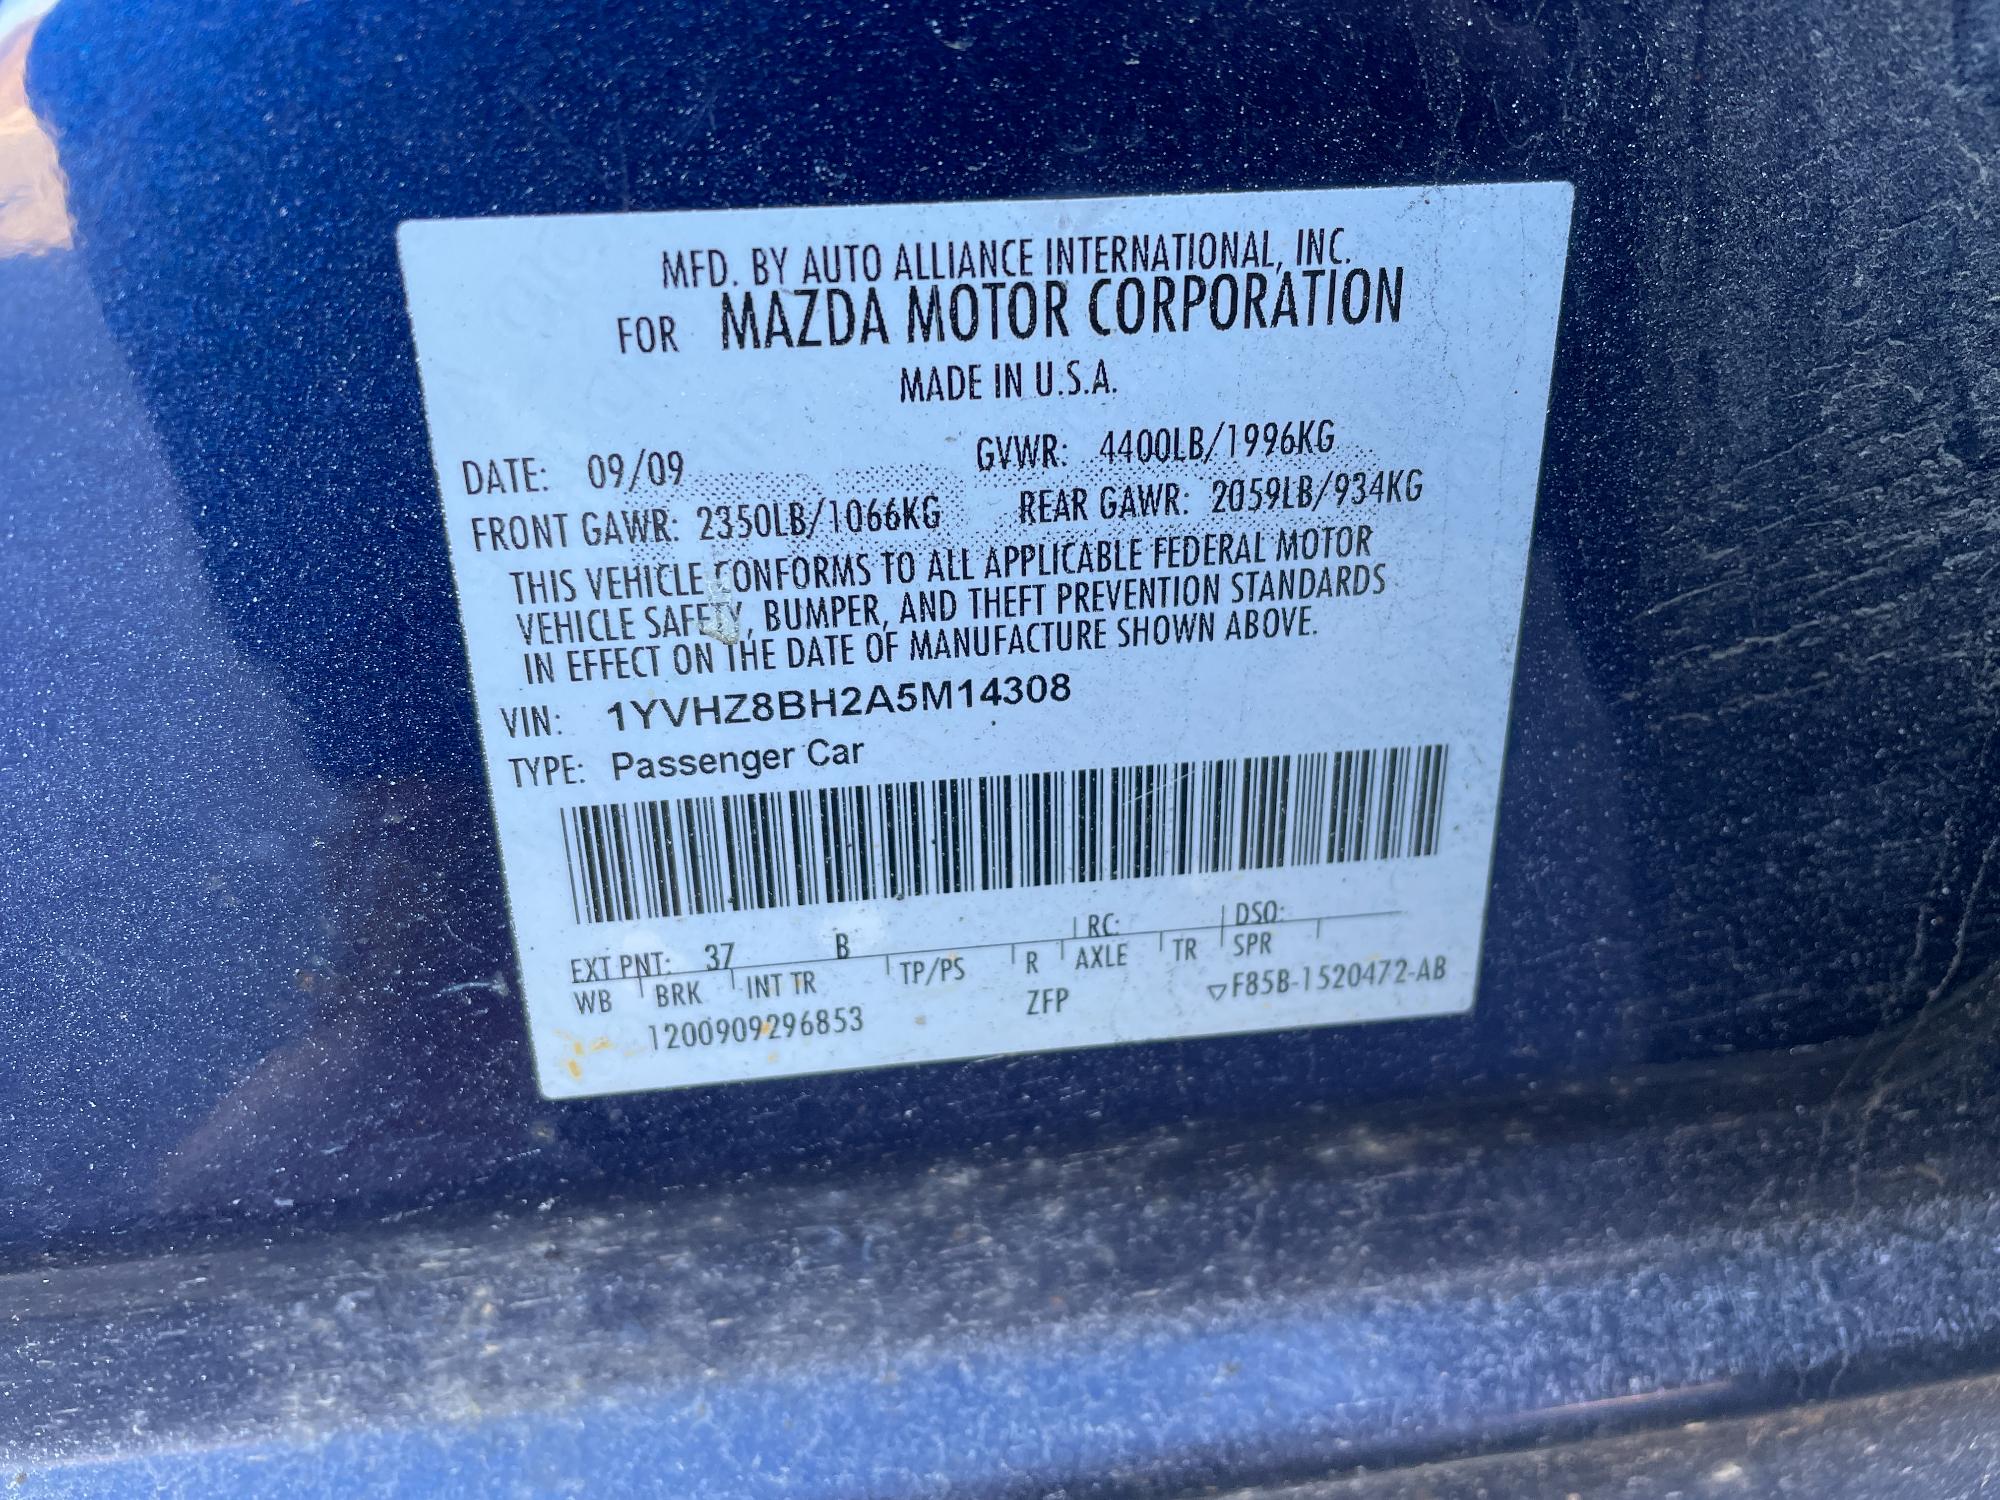 MFD. BY AUTO ALLIANCE INTERNATIONAL, INC.
FOR MAZDA MOTOR CORPORATION
MADE IN U.S.A.
DATE: 09/09 GVWR: 4400LB/1996KG
FRONT GAWR: 2350LB/1066KG REAR GAWR: 2059LB/934KG
THIS VEHICLE CONFORMS TO ALL APPLICABLE FEDERAL MOTOR
VEHICLE SAFETY, BUMPER, AND THEFT PREVENTION STANDARDS
IN EFFECT ON THE DATE OF MANUFACTURE SHOWN ABOVE.
VIN: 1YVHZ8BH2A5M14308
TYPE: Passenger Car
EXT PNT: 37 B RC: DSO:
WB BRK INT TR TP/PS R AXLE TR SPR
1200909296853 ZFP ▽F85B-1520472-AB